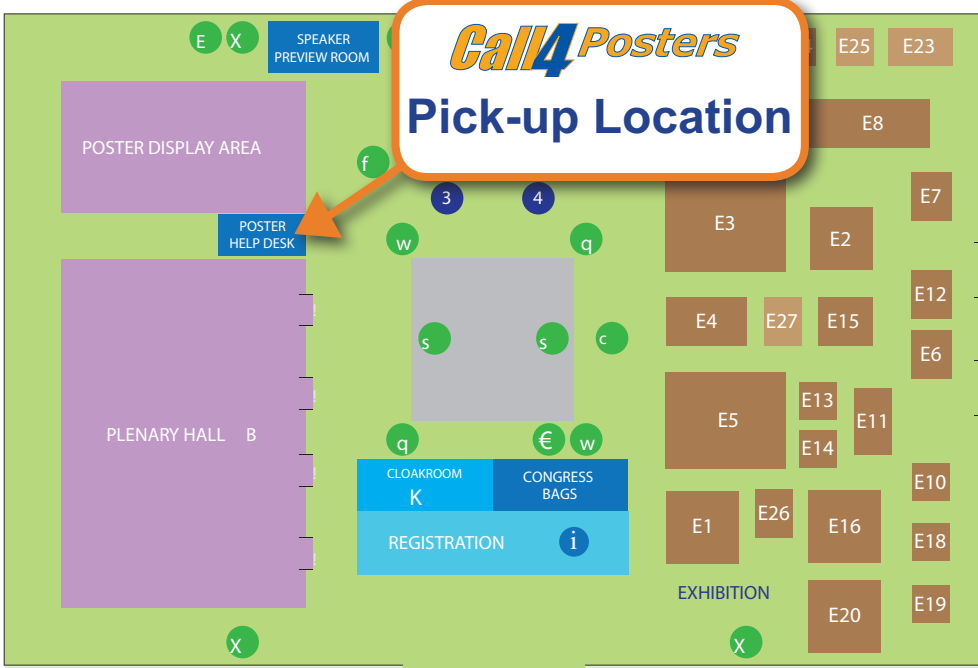 E X
SPEAKER
PREVIEW ROOM
Call4Posters
Pick-up Location
E25
E23
E8
POSTER DISPLAY AREA
f
3
4
E7
POSTER
HELP DESK
w
q
E3
E2
E12
E4
E27
E15
s
s
c
E6
E13
E5
E11
E14
PLENARY HALL B
q
€
w
CLOAKROOM
K
CONGRESS
BAGS
E10
E1
E26
E16
REGISTRATION
i
E18
EXHIBITION
E20
E19
X
X